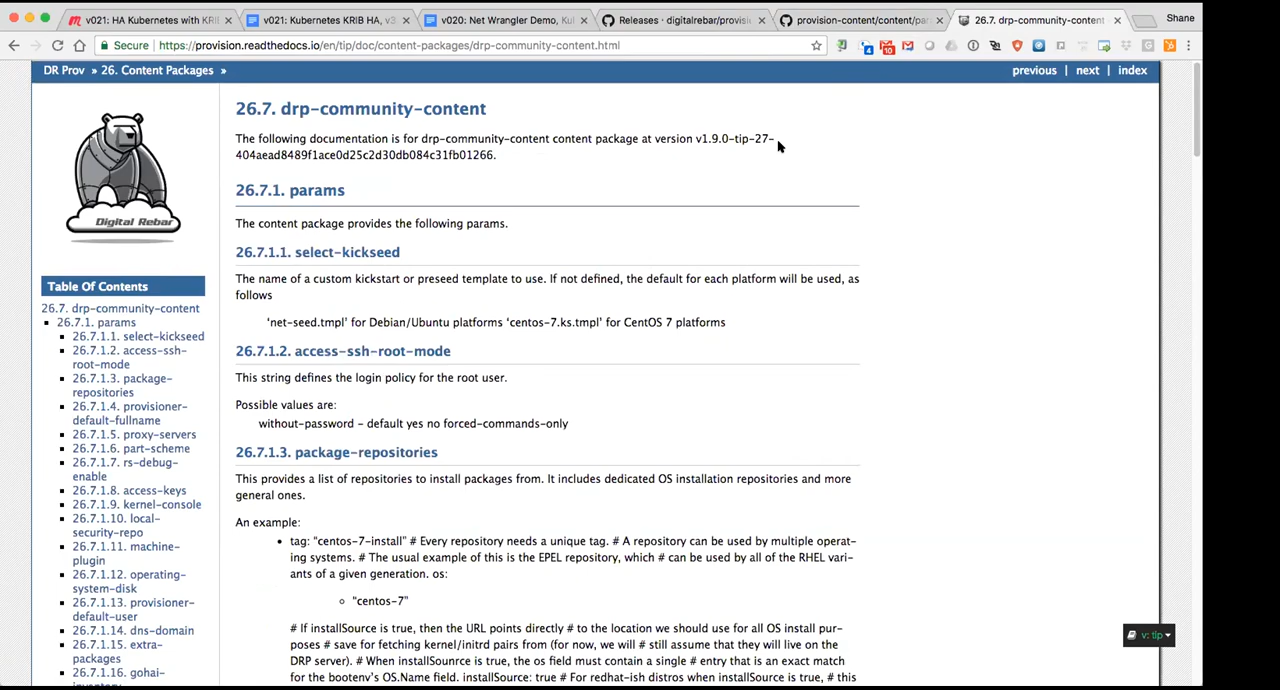 v021: HA Kubernetes with KRI
v021: Kubernetes KRIB HA, v3
v020: Net Wrangler Demo, Ku
Releases · digitalrebar/provisi
provision-content/content/par
26.7. drp-community-content
Shane
Secure | https://provision.readthedocs.io/en/tip/doc/content-packages/drp-community-content.html
4
10
DR Prov » 26. Content Packages »
previous | next | index
Digital Rebar
Table Of Contents
26.7. drp-community-content
26.7.1. params
26.7.1.1. select-kickseed
26.7.1.2. access-ssh-
root-mode
26.7.1.3. package-
repositories
26.7.1.4. provisioner-
default-fullname
26.7.1.5. proxy-servers
26.7.1.6. part-scheme
26.7.1.7. rs-debug-
enable
26.7.1.8. access-keys
26.7.1.9. kernel-console
26.7.1.10. local-
security-repo
26.7.1.11. machine-
plugin
26.7.1.12. operating-
system-disk
26.7.1.13. provisioner-
default-user
26.7.1.14. dns-domain
26.7.1.15. extra-
packages
26.7.1.16. gohai-
26.7. drp-community-content
The following documentation is for drp-community-content content package at version v1.9.0-tip-27-
404aead8489f1ace0d25c2d30db084c31fb01266.
26.7.1. params
The content package provides the following params.
26.7.1.1. select-kickseed
The name of a custom kickstart or preseed template to use. If not defined, the default for each platform will be used, as
follows
‘net-seed.tmpl’ for Debian/Ubuntu platforms ‘centos-7.ks.tmpl’ for CentOS 7 platforms
26.7.1.2. access-ssh-root-mode
This string defines the login policy for the root user.
Possible values are:
without-password – default yes no forced-commands-only
26.7.1.3. package-repositories
This provides a list of repositories to install packages from. It includes dedicated OS installation repositories and more
general ones.
An example:
tag: “centos-7-install” # Every repository needs a unique tag. # A repository can be used by multiple operat-
ing systems. # The usual example of this is the EPEL repository, which # can be used by all of the RHEL vari-
ants of a given generation. os:
“centos-7”
# If installSource is true, then the URL points directly # to the location we should use for all OS install pur-
poses # save for fetching kernel/initrd pairs from (for now, we will # still assume that they will live on the
DRP server). # When installSounrce is true, the os field must contain a single # entry that is an exact match
for the bootenv's OS.Name field. installSource: true # For redhat-ish distros when installSource is true, # this
v: tip